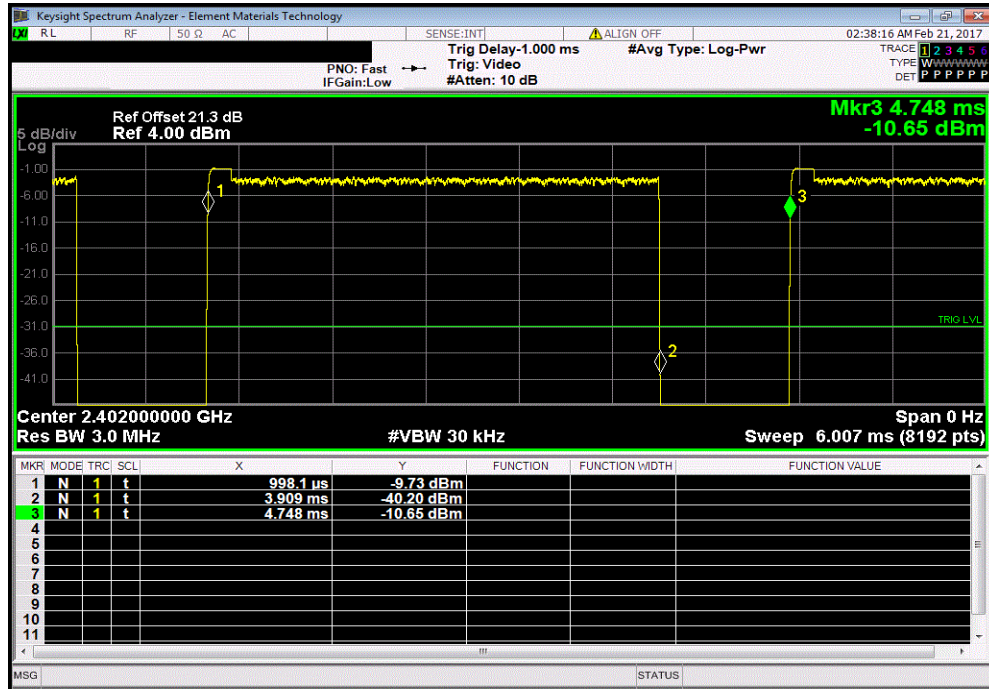 Keysight Spectrum Analyzer - Element Materials Technology
LXI RL RF 50 Ω AC SENSE:INT ALIGN OFF 02:38:16 AM Feb 21, 2017
Trig Delay-1.000 ms #Avg Type: Log-Pwr TRACE 1 2 3 4 5 6
PNO: Fast Trig: Video TYPE WWWWWW
IFGain:Low #Atten: 10 dB DET P P P P P P
Mkr3 4.748 ms
Ref Offset 21.3 dB
5 dB/div Ref 4.00 dBm -10.65 dBm
Log
-1.00
-6.00
1
3
-11.0
-16.0
-21.0
-26.0
-31.0
TRIG LVL
-36.0
2
-41.0
Center 2.402000000 GHz Span 0 Hz
Res BW 3.0 MHz #VBW 30 kHz Sweep 6.007 ms (8192 pts)
MKR MODE TRC SCL X Y FUNCTION FUNCTION WIDTH FUNCTION VALUE
1 N 1 t 998.1 µs -9.73 dBm
2 N 1 t 3.909 ms -40.20 dBm
3 N 1 t 4.748 ms -10.65 dBm
4
5
6
7
8
9
10
11
MSG STATUS